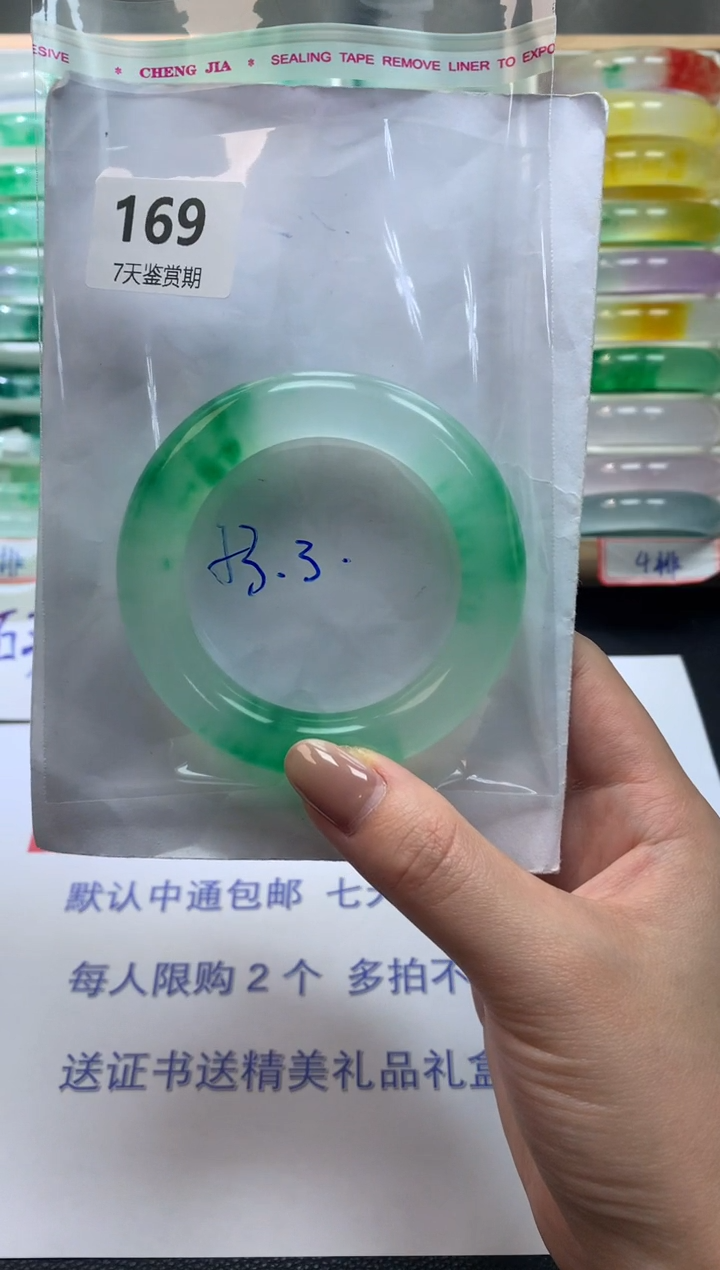 ESIVE * CHENG JIA * SEALING TAPE REMOVE LINER TO EXPO
169
7天鉴赏期
4排
排
默认中通包邮 七天
每人限购2个 多拍不
送证书送精美礼品礼盒